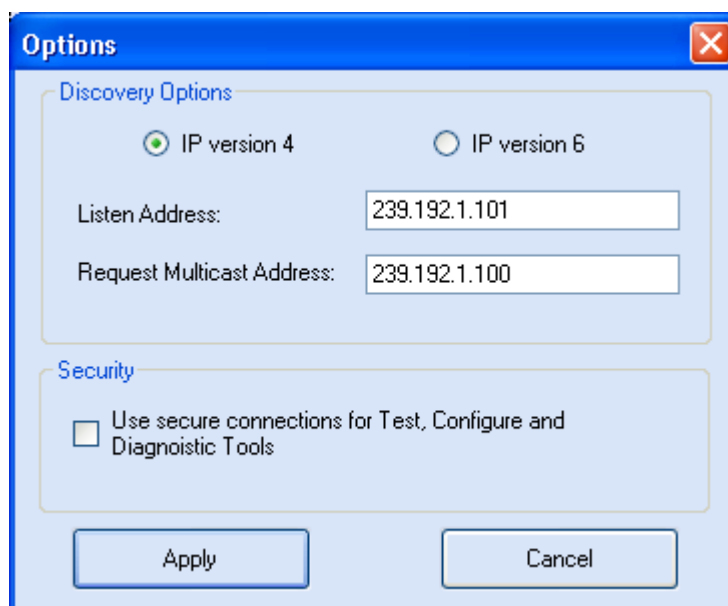 Options
Discovery Options
IP version 4
IP version 6
Listen Address:
239.192.1.101
Request Multicast Address:
239.192.1.100
Security
Use secure connections for Test, Configure and
Diagnoistic Tools
Apply
Cancel